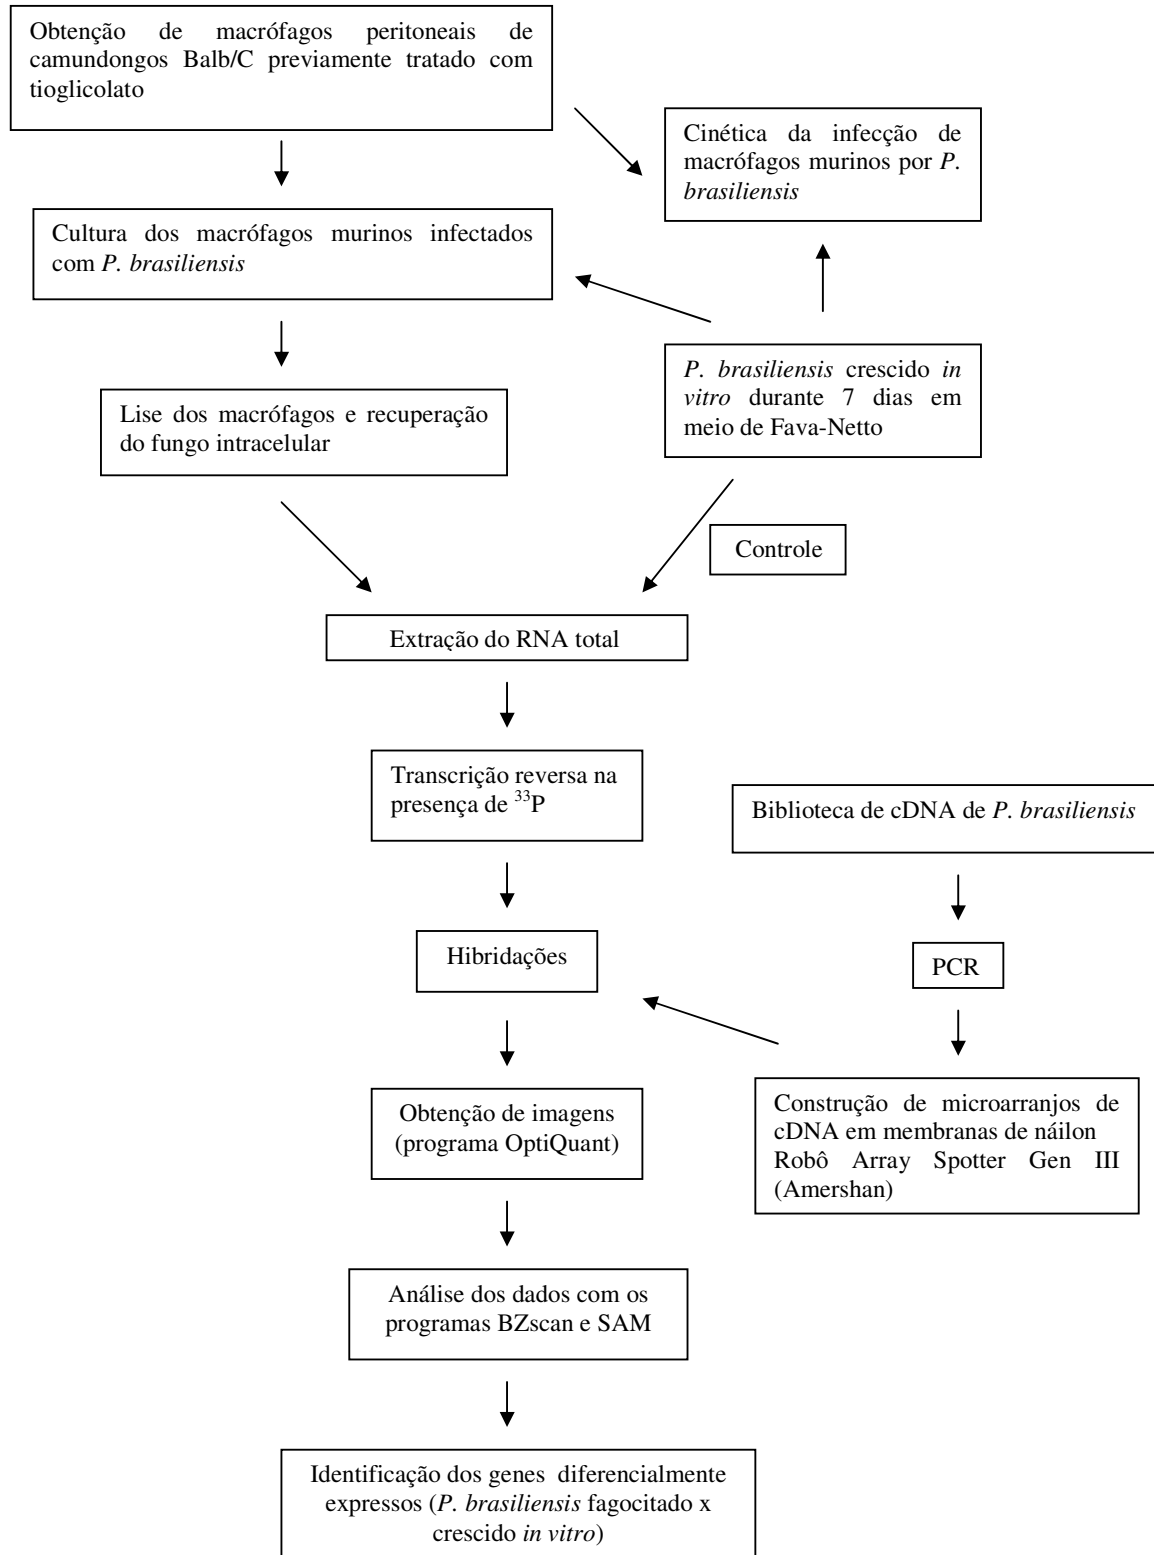 Obtenção de macrófagos peritoneais de
camundongos Balb/C previamente tratado com
tioglicolato
Cinética da infecção de
macrófagos murinos por P.
brasiliensis
Cultura dos macrófagos murinos infectados
com P. brasiliensis
P. brasiliensis crescido in
vitro durante 7 dias em
meio de Fava-Netto
Lise dos macrófagos e recuperação
do fungo intracelular
Controle
Extração do RNA total
Transcrição reversa na
presença de ³³P
Biblioteca de cDNA de P. brasiliensis
Hibridações
PCR
Construção de microarranjos de
cDNA em membranas de náilon
Robô Array Spotter Gen III
(Amershan)
Obtenção de imagens
(programa OptiQuant)
Análise dos dados com os
programas BZscan e SAM
Identificação dos genes diferencialmente
expressos (P. brasiliensis fagocitado x
crescido in vitro)